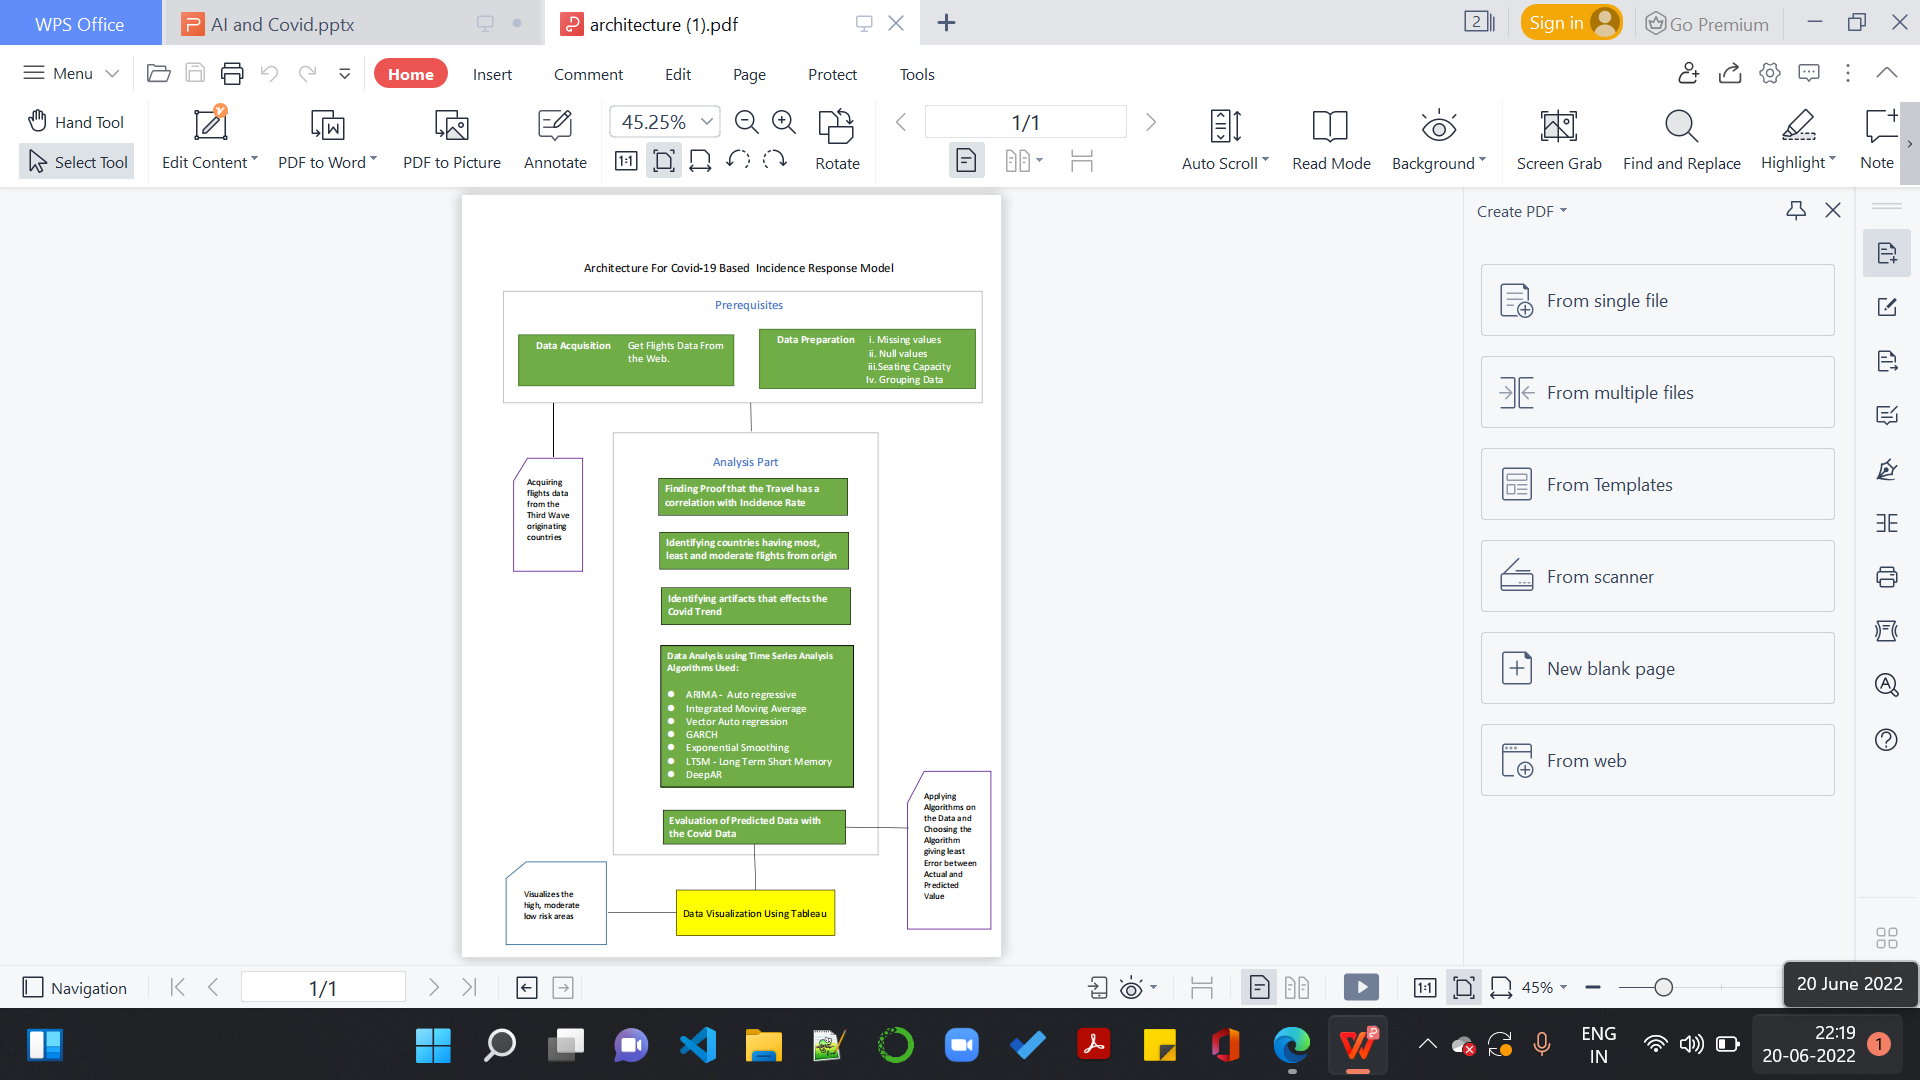 WPS Office
AI and Covid.pptx
architecture (1).pdf
2
Sign in
Go Premium
Menu
Home
Insert
Comment
Edit
Page
Protect
Tools
Hand Tool
Select Tool
Edit Content
PDF to Word
PDF to Picture
Annotate
45.25%
1:1
Rotate
1/1
Auto Scroll
Read Mode
Background
Screen Grab
Find and Replace
Highlight
Note
Architecture For Covid-19 Based Incidence Response Model
Prerequisites
Data Acquisition Get Flights Data From
the Web.
Data Preparation i. Missing values
ii. Null values
iii.Seating Capacity
Iv. Grouping Data
Acquiring
flights data
from the
Third Wave
originating
countries
Analysis Part
Finding Proof that the Travel has a
correlation with Incidence Rate
Identifying countries having most,
least and moderate flights from origin
Identifying artifacts that effects the
Covid Trend
Data Analysis using Time Series Analysis
Algorithms Used:
● ARIMA - Auto regressive
● Integrated Moving Average
● Vector Auto regression
● GARCH
● Exponential Smoothing
● LTSM - Long Term Short Memory
● DeepAR
Evaluation of Predicted Data with
the Covid Data
Applying
Algorithms on
the Data and
Choosing the
Algorithm
giving least
Error between
Actual and
Predicted
Value
Visualizes the
high, moderate
low risk areas
Data Visualization Using Tableau
Create PDF
From single file
From multiple files
From Templates
From scanner
New blank page
From web
Navigation
1/1
1:1
45%
20 June 2022
ENG
IN
22:19
20-06-2022
1